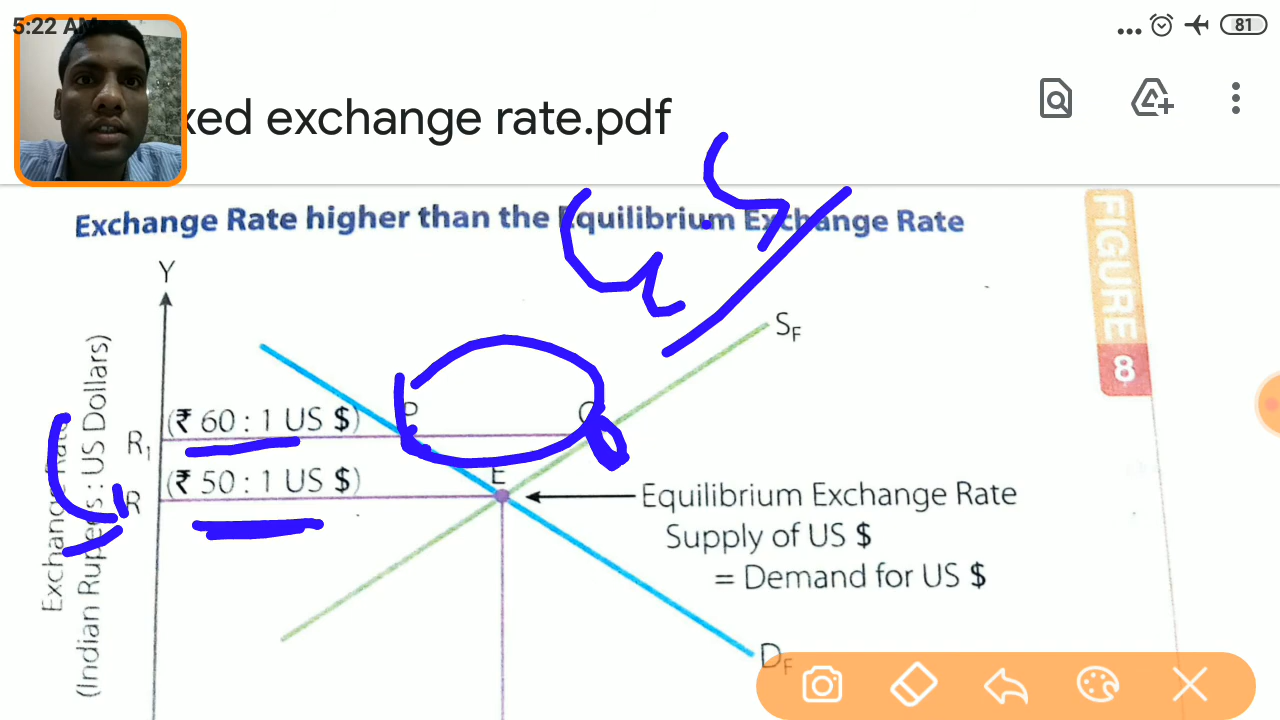 5:22 AM
81
xed exchange rate.pdf
Exchange Rate higher than the Equilibrium Exchange Rate
E.S
FIGURE 8
Y
S_F
Exchange Rate
(Indian Rupees : US Dollars)
P
(₹ 60 : 1 US $)
R₁
E
(₹ 50 : 1 US $)
R
Equilibrium Exchange Rate
Supply of US $
= Demand for US $
D_F